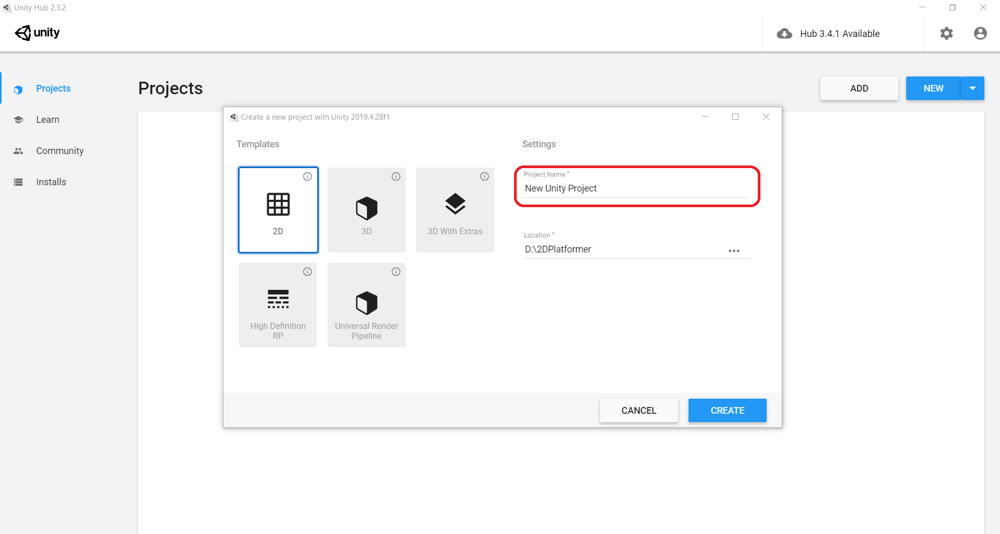 Unity Hub 2.3.2
unity
Hub 3.4.1 Available
Projects
Learn
Community
Installs
Projects
ADD
NEW
Create a new project with Unity 2019.4.28f1
Templates
2D
3D
3D With Extras
High Definition
RP
Universal Render
Pipeline
Settings
Project Name *
New Unity Project
Location *
D:\2DPlatformer
CANCEL
CREATE